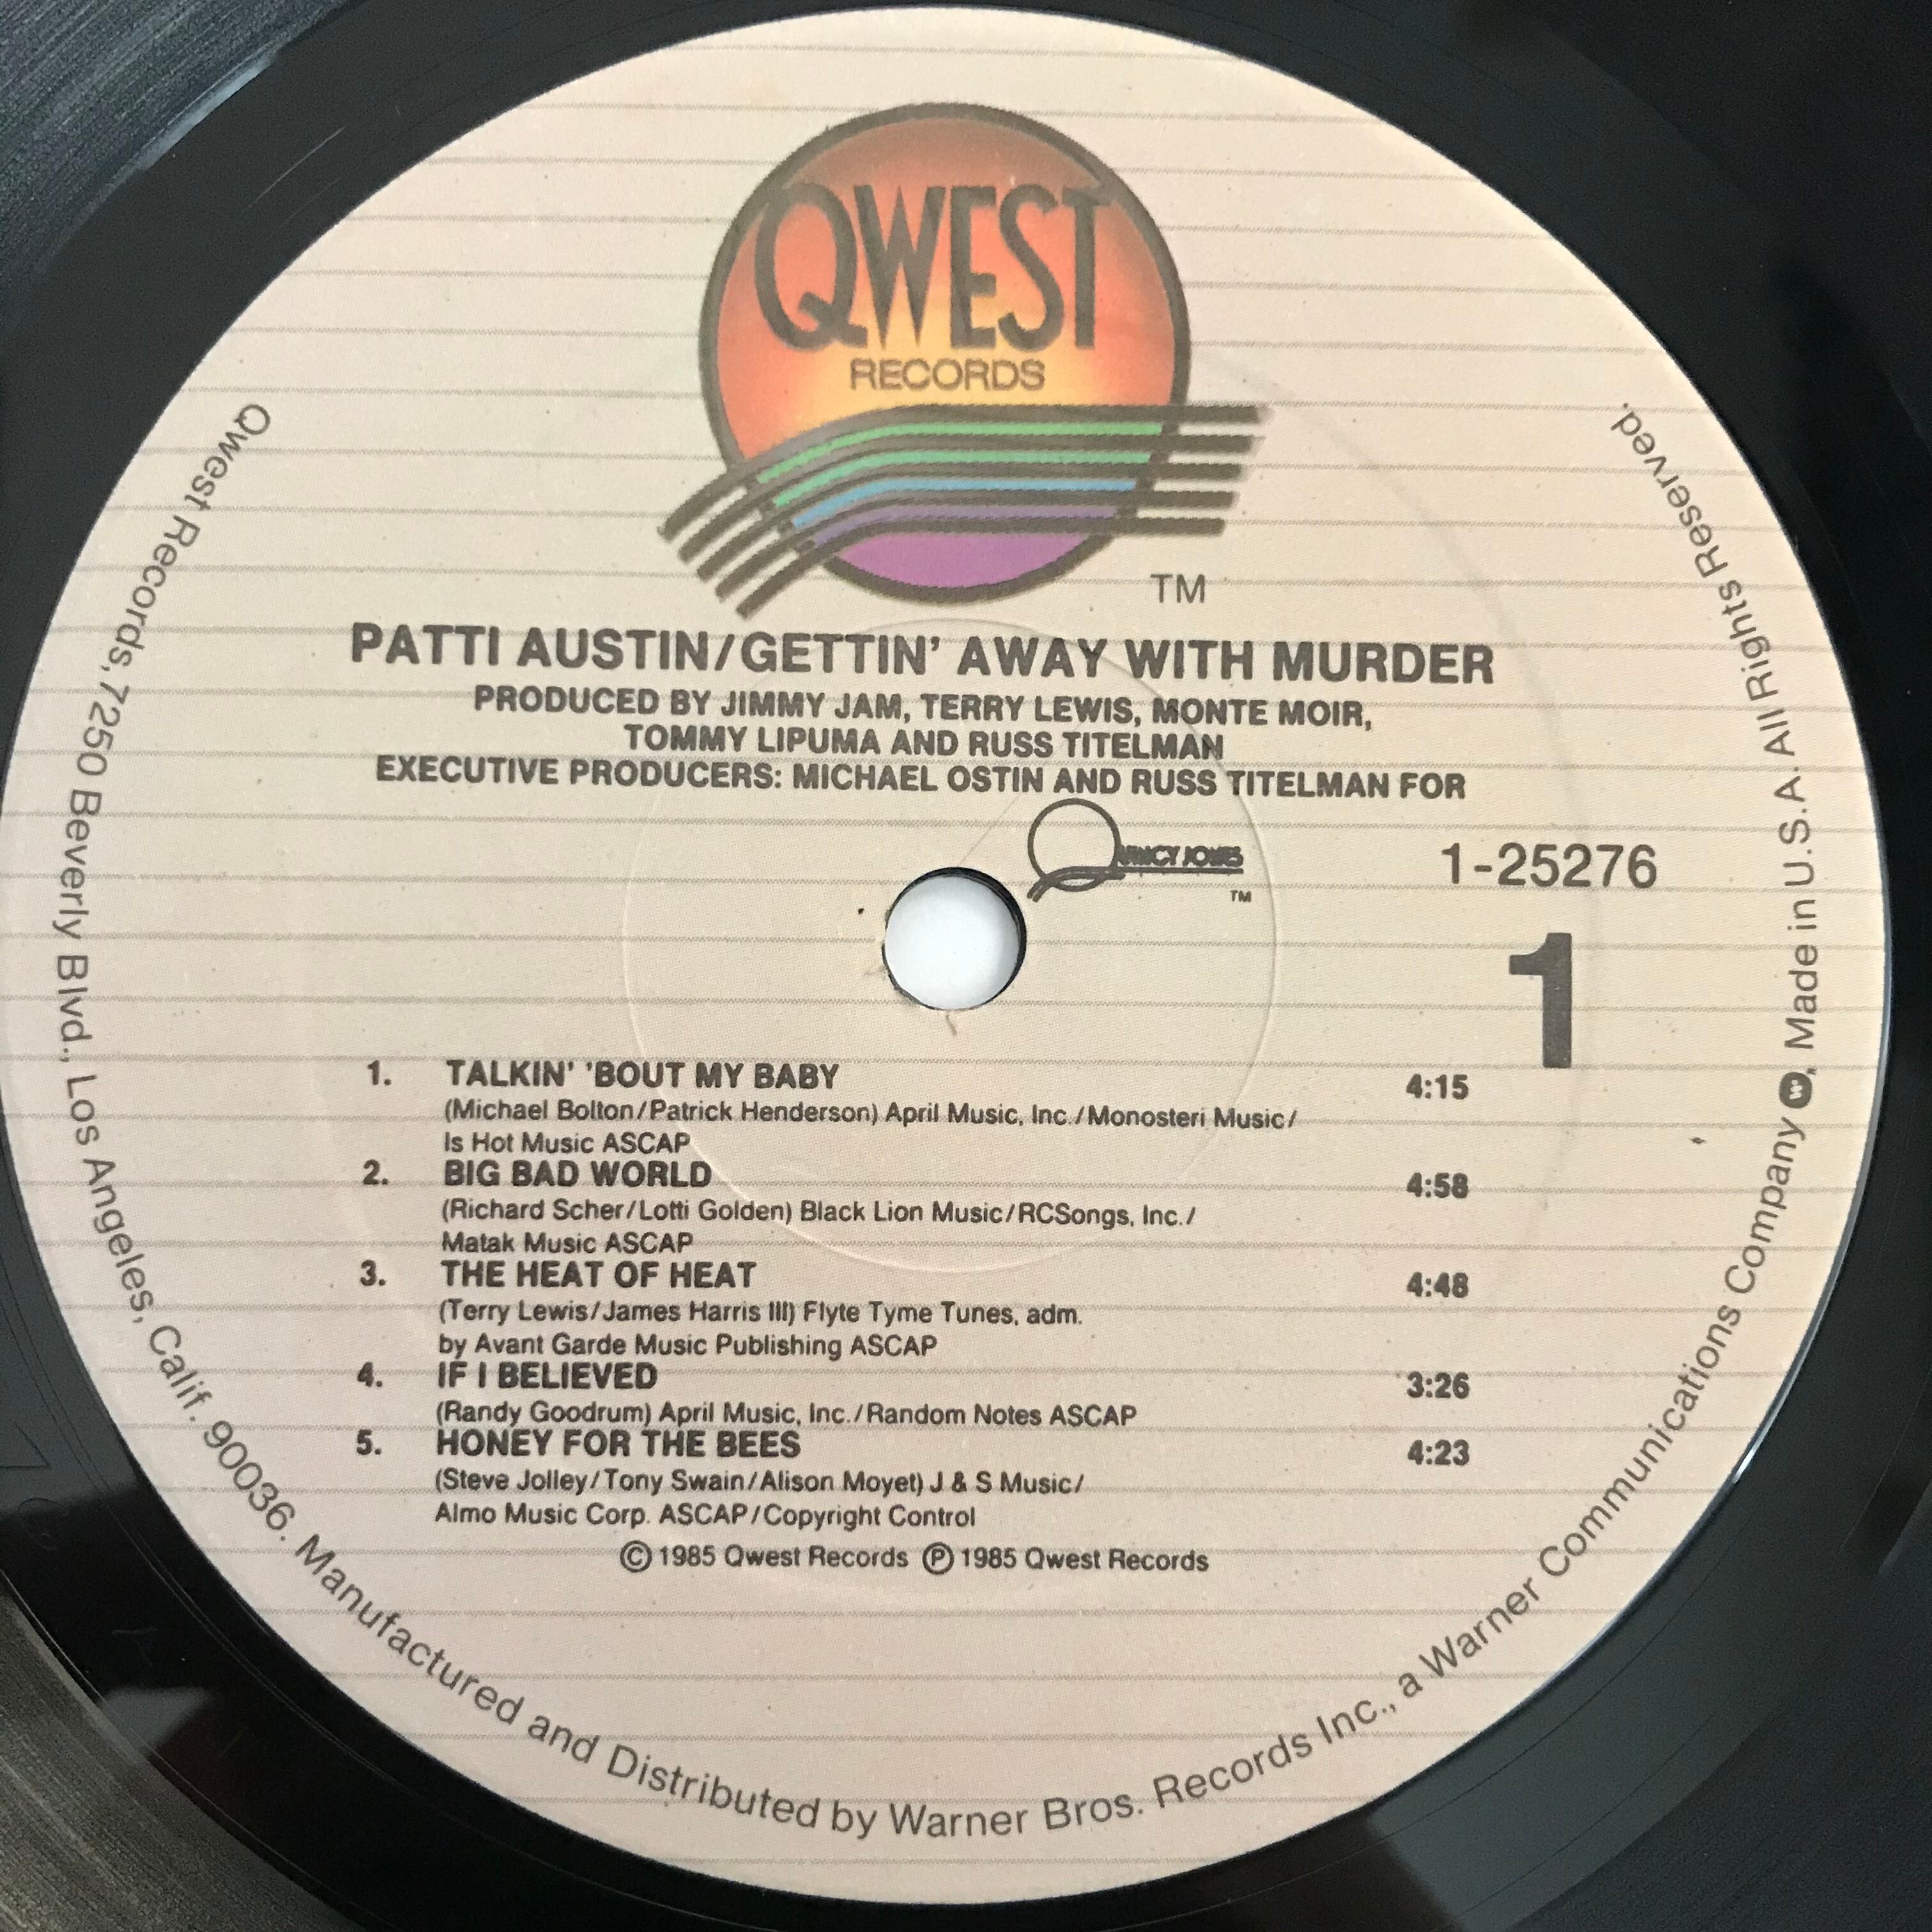 QWEST
RECORDS
TM
PATTI AUSTIN/GETTIN' AWAY WITH MURDER
PRODUCED BY JIMMY JAM, TERRY LEWIS, MONTE MOIR,
TOMMY LIPUMA AND RUSS TITELMAN
EXECUTIVE PRODUCERS: MICHAEL OSTIN AND RUSS TITELMAN FOR
QUINCY JONES
TM
1-25276
1
1. TALKIN' 'BOUT MY BABY 4:15
(Michael Bolton/Patrick Henderson) April Music, Inc./Monosteri Music/
Is Hot Music ASCAP
2. BIG BAD WORLD 4:58
(Richard Scher/Lotti Golden) Black Lion Music/RCSongs, Inc./
Matak Music ASCAP
3. THE HEAT OF HEAT 4:48
(Terry Lewis/James Harris III) Flyte Tyme Tunes, adm.
by Avant Garde Music Publishing ASCAP
4. IF I BELIEVED 3:26
(Randy Goodrum) April Music, Inc./Random Notes ASCAP
5. HONEY FOR THE BEES 4:23
(Steve Jolley/Tony Swain/Alison Moyet) J & S Music/
Almo Music Corp. ASCAP/Copyright Control
© 1985 Qwest Records ℗ 1985 Qwest Records
Qwest Records, 7250 Beverly Blvd., Los Angeles, Calif. 90036. Manufactured and Distributed by Warner Bros. Records Inc., a Warner Communications Company W, Made in U.S.A. All Rights Reserved.